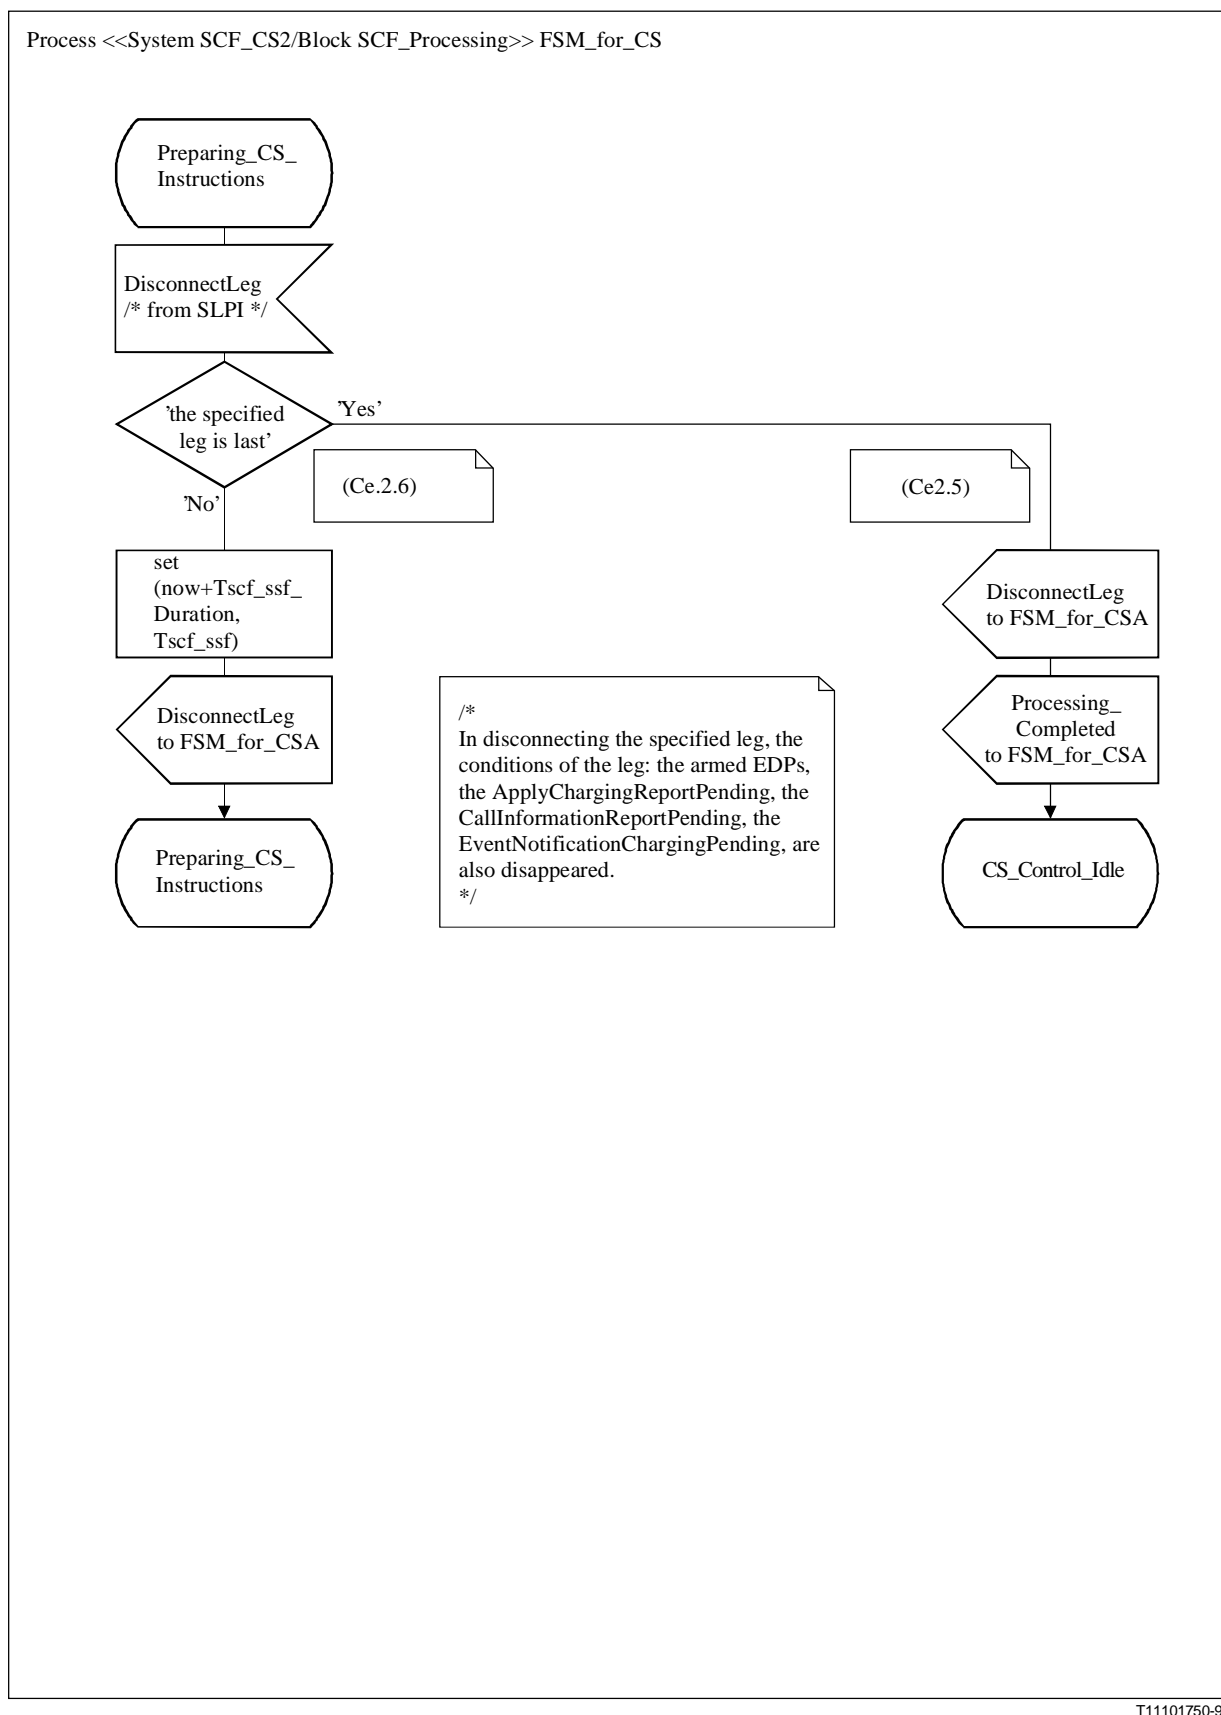 Process <<System SCF_CS2/Block SCF_Processing>> FSM_for_CS
Preparing_CS_
Instructions
DisconnectLeg
/* from SLPI */
'the specified
leg is last'
'Yes'
'No'
(Ce.2.6)
(Ce2.5)
set
(now+Tscf_ssf_
Duration,
Tscf_ssf)
DisconnectLeg
to FSM_for_CSA
DisconnectLeg
to FSM_for_CSA
Processing_
Completed
to FSM_for_CSA
/*
In disconnecting the specified leg, the
conditions of the leg: the armed EDPs,
the ApplyChargingReportPending, the
CallInformationReportPending, the
EventNotificationChargingPending, are
also disappeared.
*/
Preparing_CS_
Instructions
CS_Control_Idle
T11101750-9